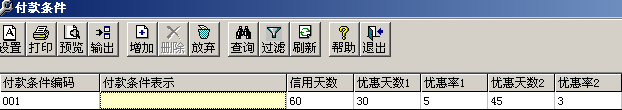 付款条件
设置 打印 预览 输出 增加 删除 放弃 查询 过滤 刷新 帮助 退出
付款条件编码 付款条件表示 信用天数 优惠天数1 优惠率1 优惠天数2 优惠率2
001 60 30 5 45 3